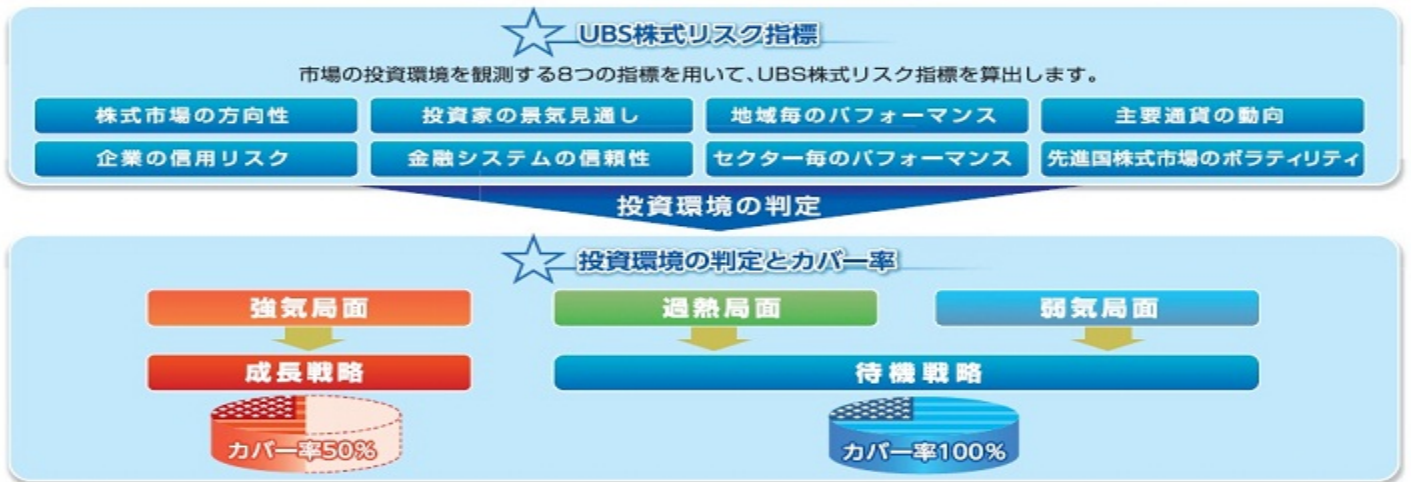 UBS株式リスク指標
市場の投資環境を観測する8つの指標を用いて、UBS株式リスク指標を算出します。
株式市場の方向性 投資家の景気見通し 地域毎のパフォーマンス 主要通貨の動向
企業の信用リスク 金融システムの信頼性 セクター毎のパフォーマンス 先進国株式市場のボラティリティ
投資環境の判定
投資環境の判定とカバー率
強気局面 過熱局面 弱気局面
成長戦略 待機戦略
カバー率50% カバー率100%